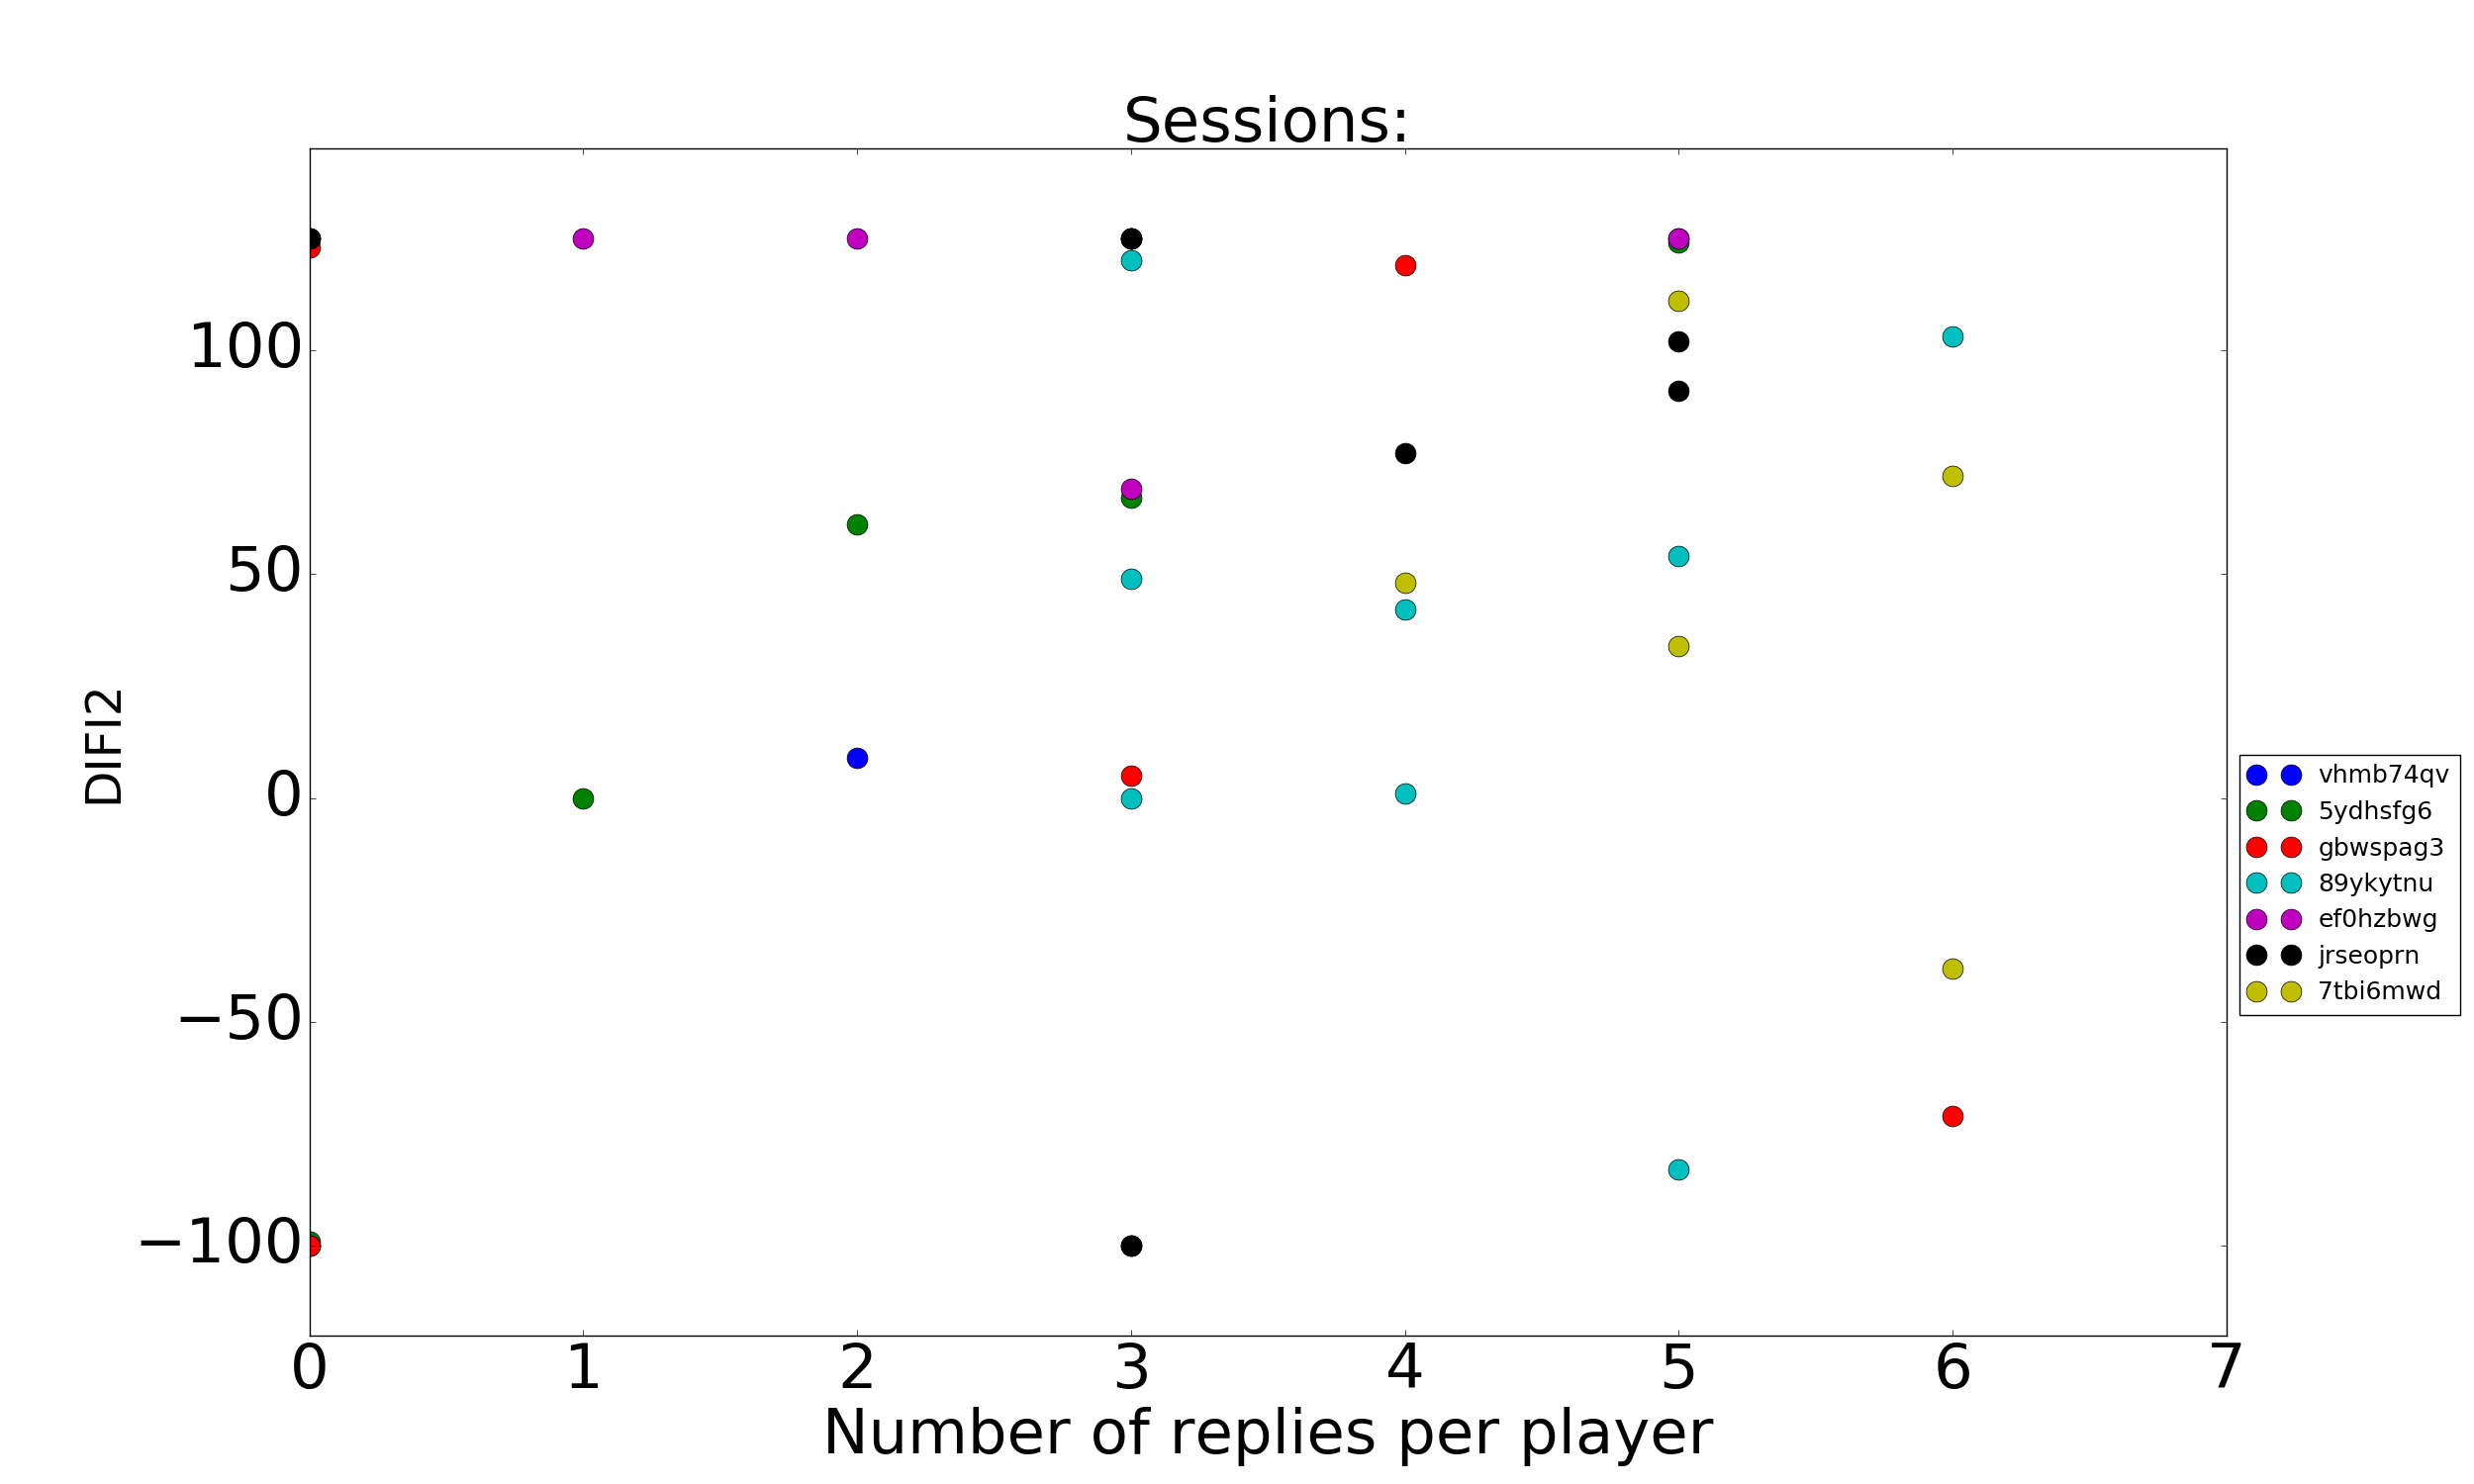 Sessions:
100
50
0
−50
−100
DIFI2
0 1 2 3 4 5 6 7
Number of replies per player
vhmb74qv
5ydhsfg6
gbwspag3
89ykytnu
ef0hzbwg
jrseoprn
7tbi6mwd